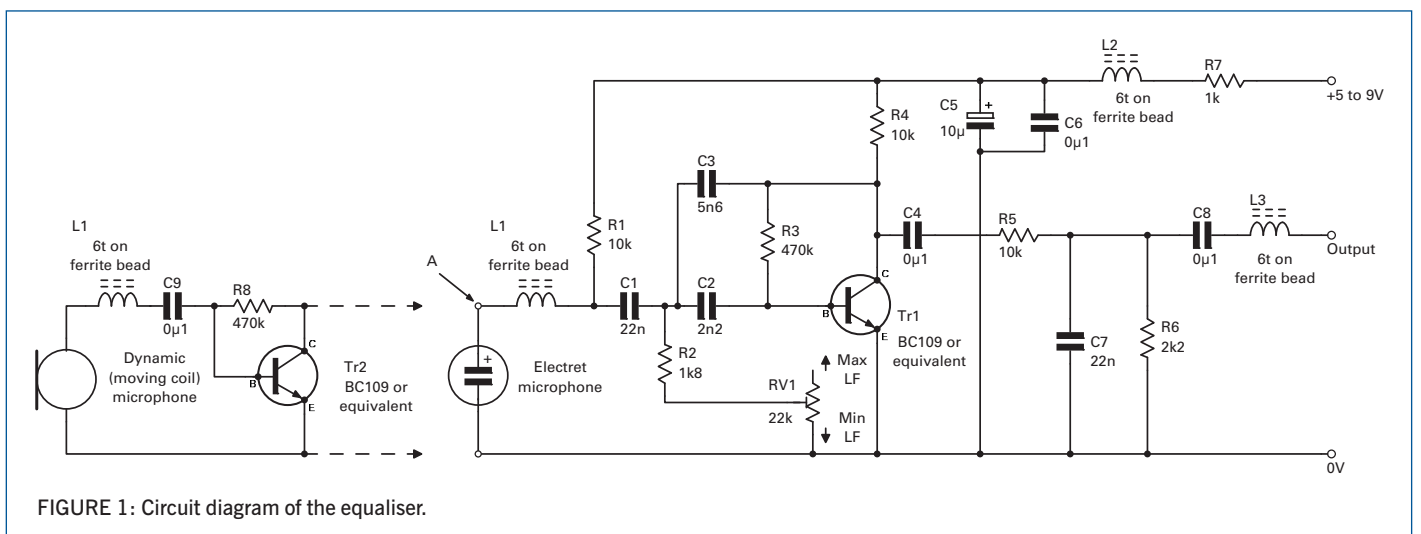 L1
6t on
ferrite bead
C9
0µ1
R8
470k
Dynamic
(moving coil)
microphone
C
B
E
Tr2
BC109 or
equivalent
A
L1
6t on
ferrite bead
Electret
microphone
+
R1
10k
C1
22n
R2
1k8
C3
5n6
C2
2n2
R3
470k
RV1
22k
Max
LF
Min
LF
R4
10k
C
B
E
Tr1
BC109 or
equivalent
C5
10µ
+
C6
0µ1
L2
6t on
ferrite bead
R7
1k
+5 to 9V
C4
0µ1
R5
10k
C7
22n
R6
2k2
C8
0µ1
L3
6t on
ferrite bead
Output
0V
FIGURE 1: Circuit diagram of the equaliser.